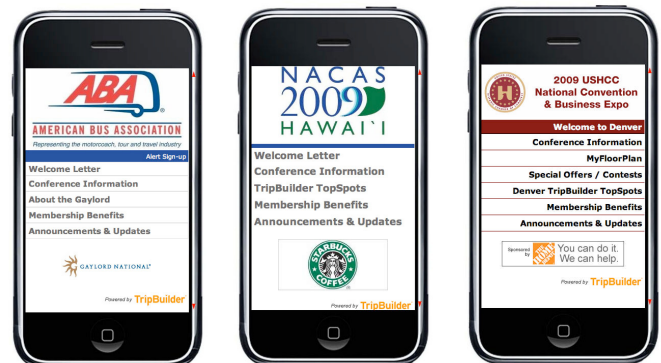 ABA
®
AMERICAN BUS ASSOCIATION
Representing the motorcoach, tour and travel industry
Alert Sign-up
Welcome Letter
Conference Information
About the Gaylord
Membership Benefits
Announcements & Updates
GAYLORD NATIONAL®
Powered by TripBuilder
NACAS
2009
HAWAI`I
Welcome Letter
Conference Information
TripBuilder TopSpots
Membership Benefits
Announcements & Updates
STARBUCKS
COFFEE
Powered by TripBuilder
H
2009 USHCC
National Convention
& Business Expo
Welcome to Denver
Conference Information
MyFloorPlan
Special Offers / Contests
Denver TripBuilder TopSpots
Membership Benefits
Announcements & Updates
Sponsored by
You can do it.
We can help.
Powered by TripBuilder